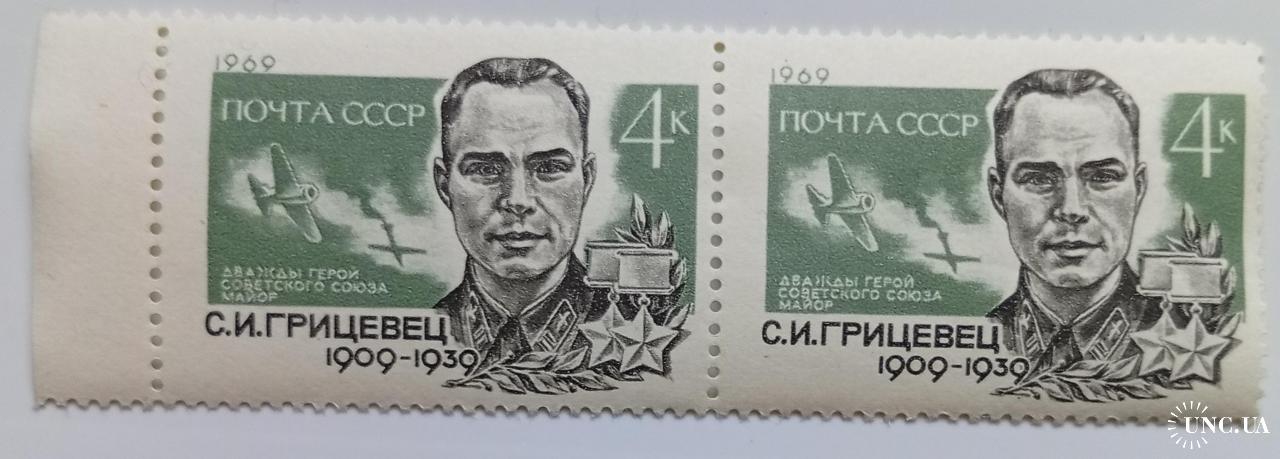 1969
ПОЧТА СССР
4к
ДВАЖДЫ ГЕРОЙ
СОВЕТСКОГО СОЮЗА
МАЙОР
С.И.ГРИЦЕВЕЦ
1909-1939
1969
ПОЧТА СССР
4к
ДВАЖДЫ ГЕРОЙ
СОВЕТСКОГО СОЮЗА
МАЙОР
С.И.ГРИЦЕВЕЦ
1909-1939
UNC.UA